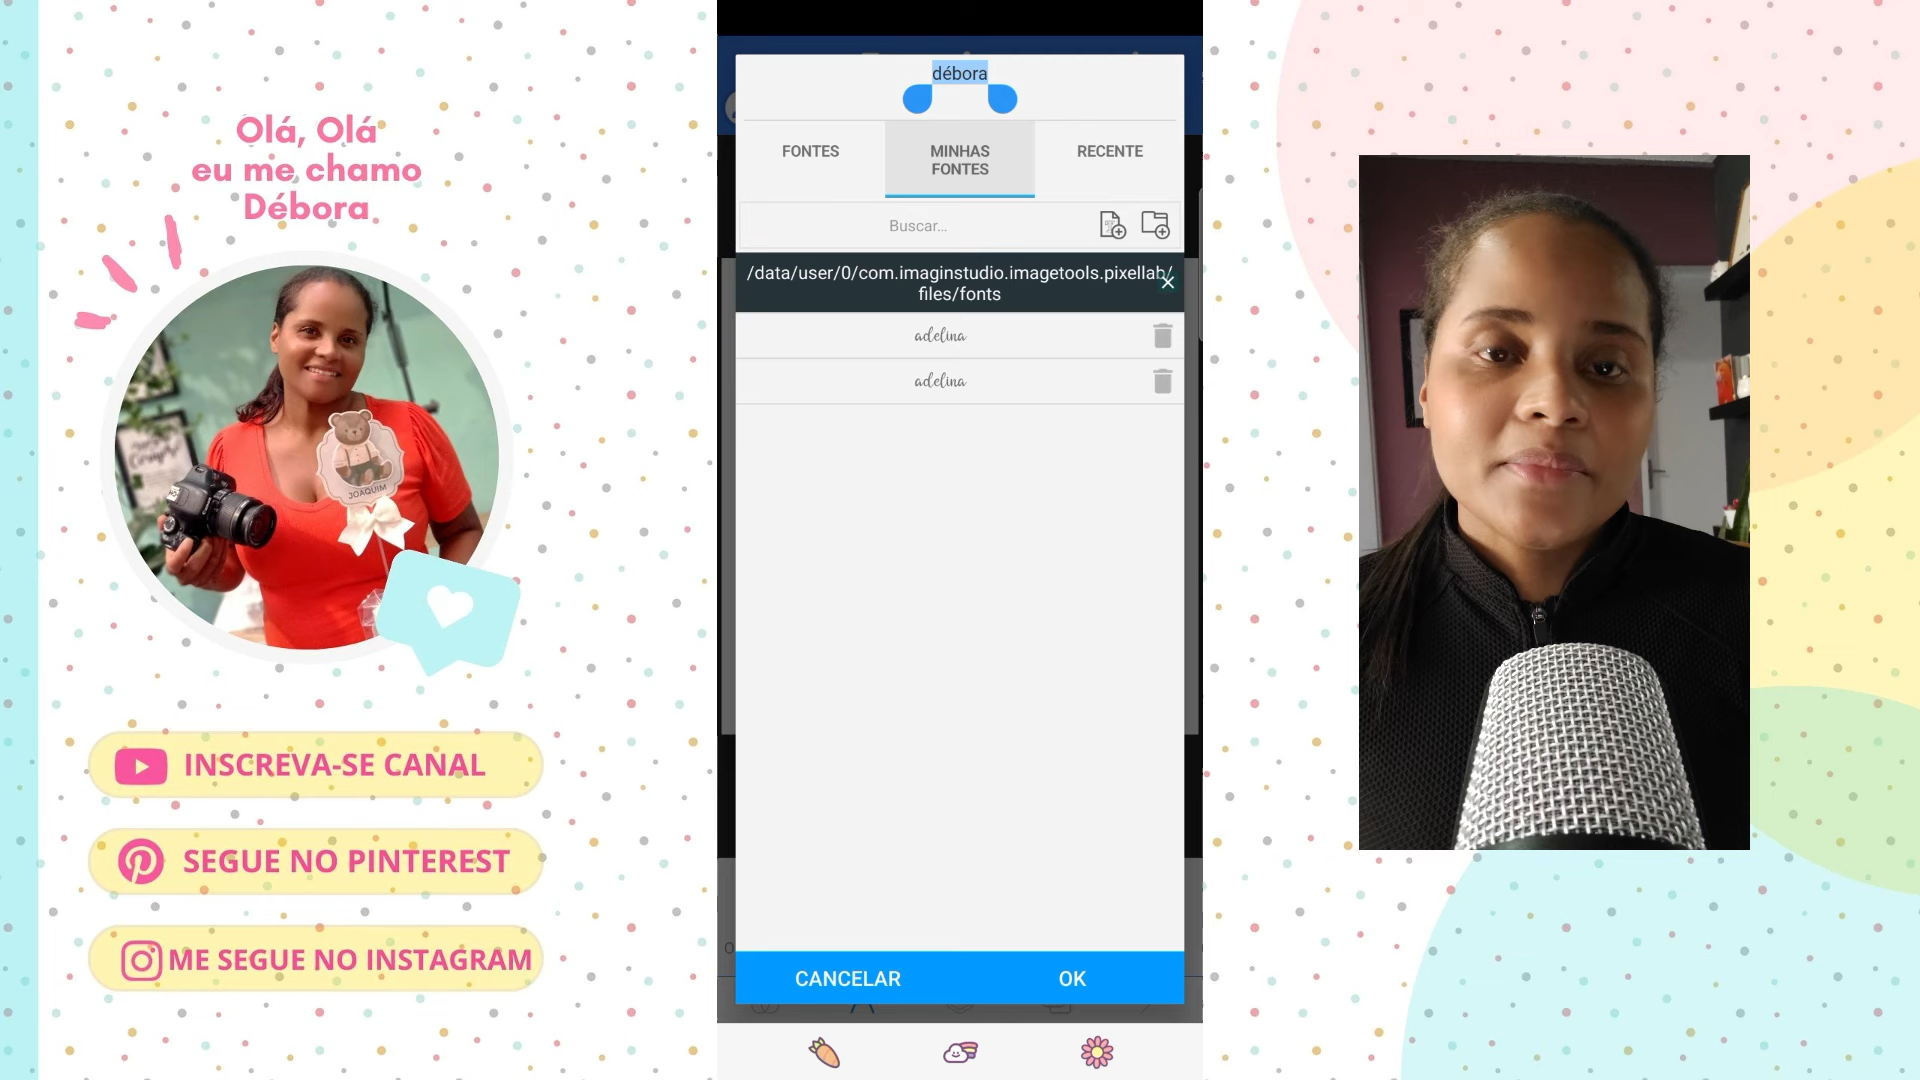 Olá, Olá
eu me chamo
Débora
JOAQUIM
INSCREVA-SE CANAL
SEGUE NO PINTEREST
ME SEGUE NO INSTAGRAM
débora
FONTES
MINHAS
FONTES
RECENTE
Buscar...
/data/user/0/com.imaginstudio.imagetools.pixellab/
files/fonts
adelina
adelina
CANCELAR
OK